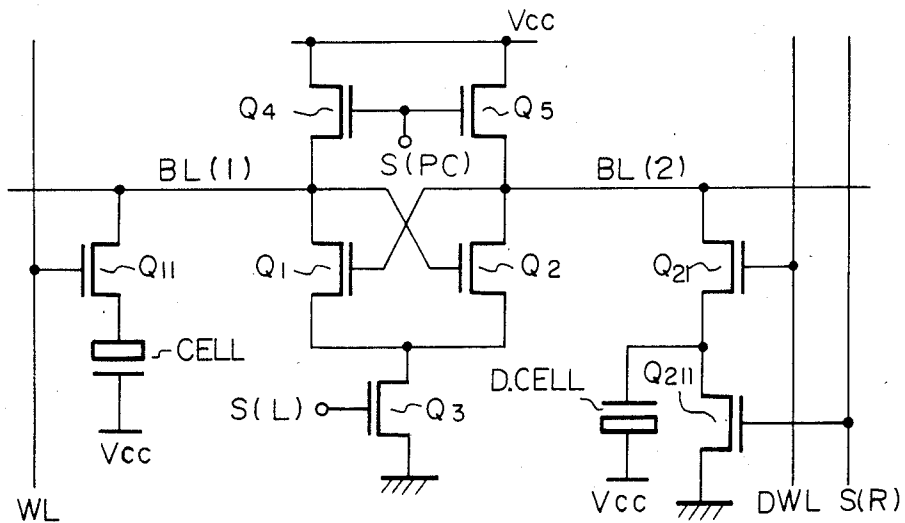 Vcc
Q4
Q5
S(PC)
BL(1)
BL(2)
Q11
Q1
Q2
Q21
CELL
D.CELL
Q211
S(L)
Q3
Vcc
Vcc
WL
DWL
S(R)